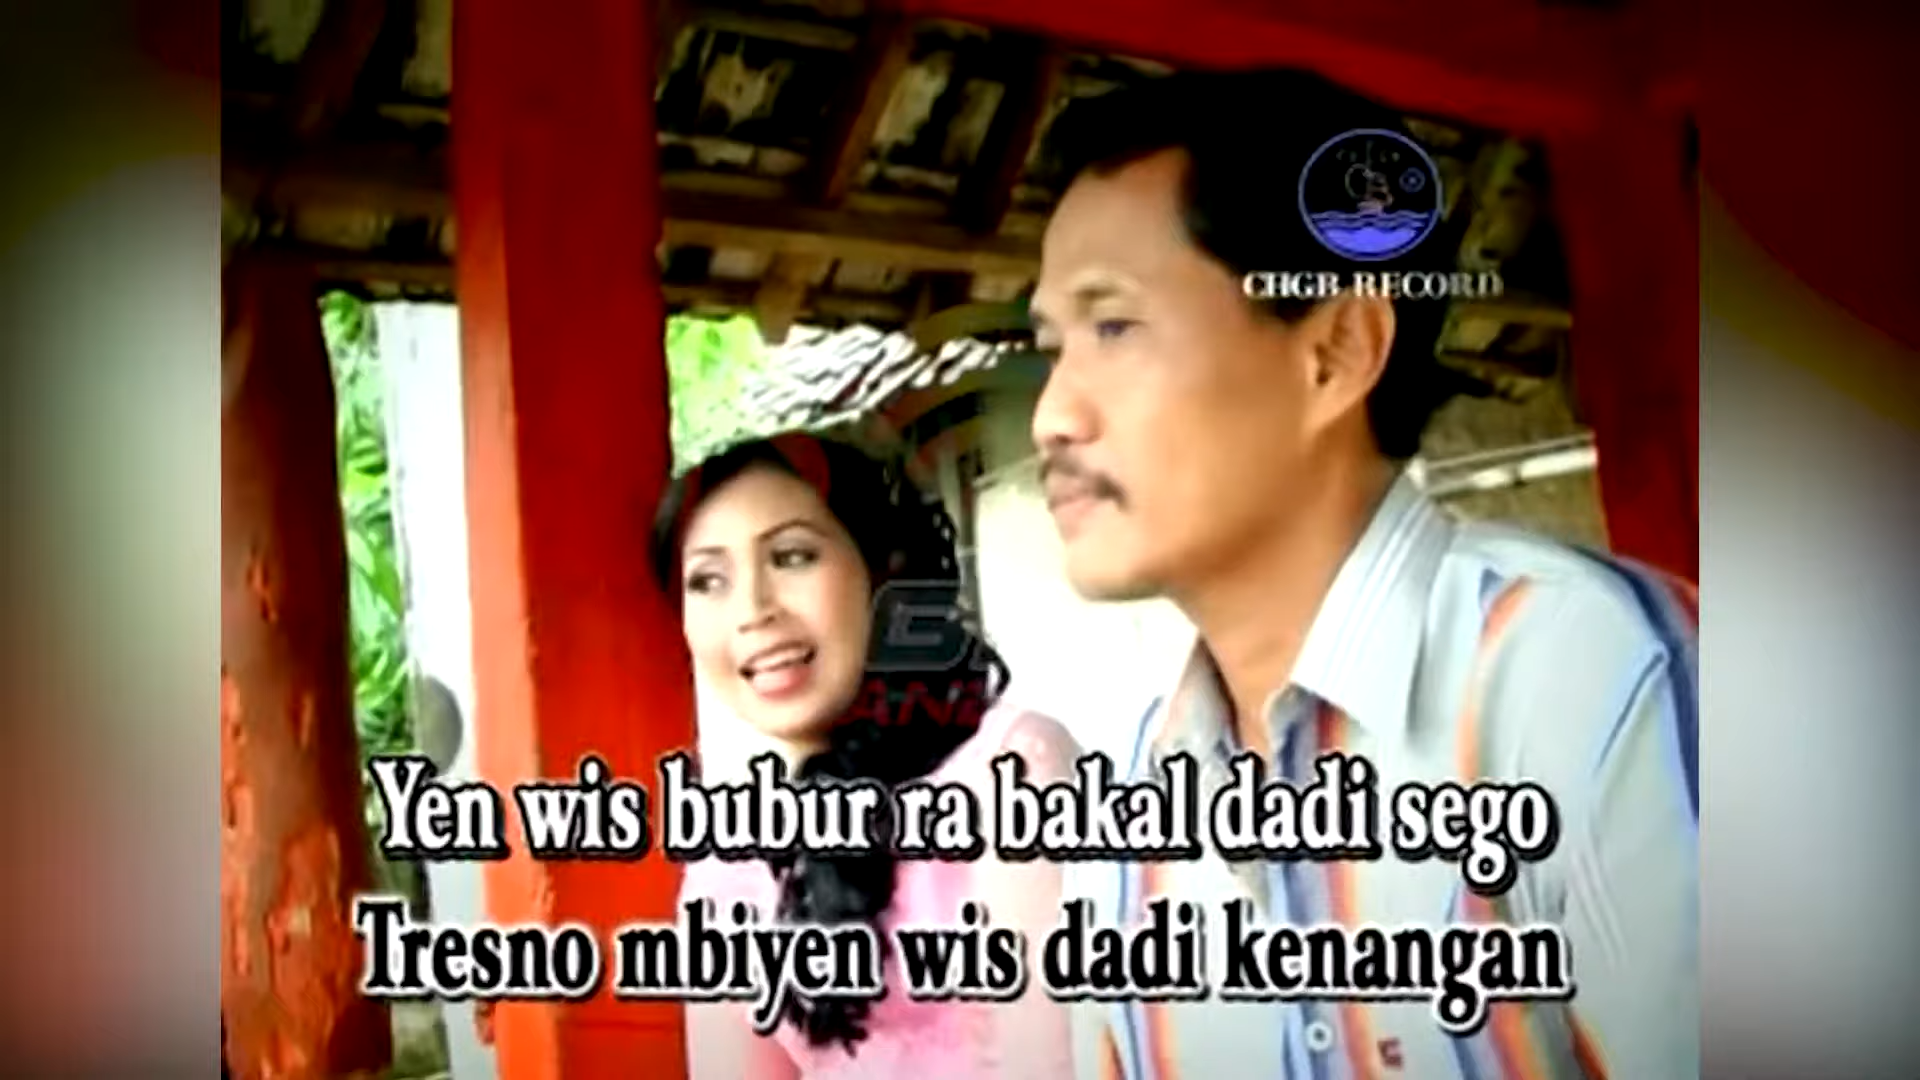 CHGB RECORD
Yen wis bubur ra bakal dadi sego
Tresno mbiyen wis dadi kenangan